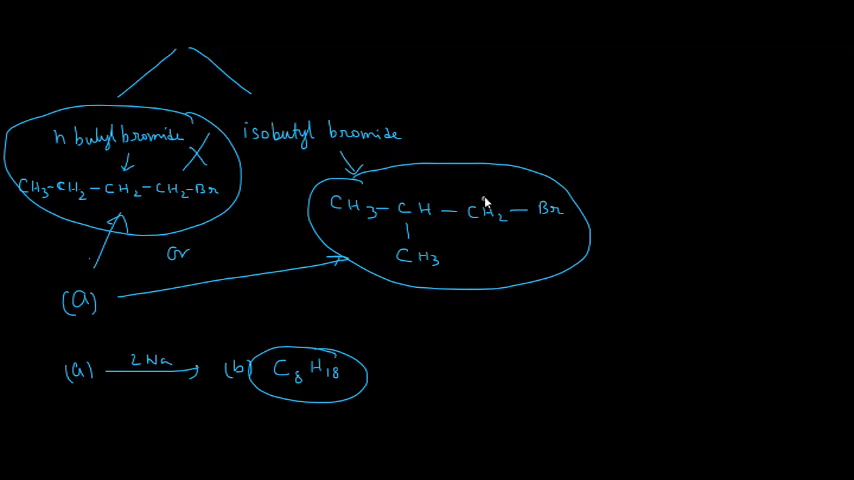 n butyl bromide
isobutyl bromide
CH3-CH2-CH2-CH2-Br
CH3-CH-CH2-Br
|
CH3
or
(a)
(a) 2Na → (b) C8H18